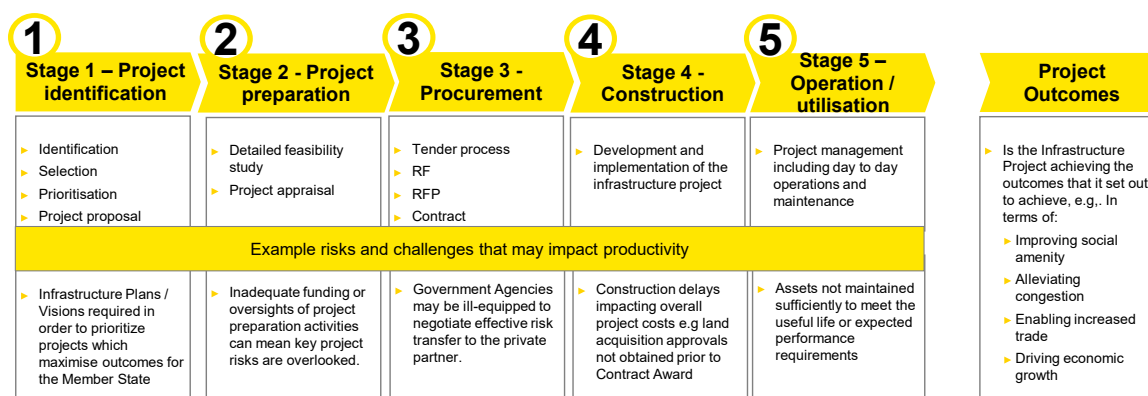 1
Stage 1 – Project
identification
2
Stage 2 - Project
preparation
3
Stage 3 -
Procurement
4
Stage 4 -
Construction
5
Stage 5 –
Operation /
utilisation
Project
Outcomes
► Identification
► Selection
► Prioritisation
► Project proposal
► Detailed feasibility
study
► Project appraisal
► Tender process
► RF
► RFP
► Contract
► Development and
implementation of the
infrastructure project
► Project management
including day to day
operations and
maintenance
► Is the Infrastructure
Project achieving the
outcomes that it set out
to achieve, e.g,. In
terms of:
► Improving social
amenity
► Alleviating
congestion
► Enabling increased
trade
► Driving economic
growth
Example risks and challenges that may impact productivity
► Infrastructure Plans /
Visions required in
order to prioritize
projects which
maximise outcomes for
the Member State
► Inadequate funding or
oversights of project
preparation activities
can mean key project
risks are overlooked.
► Government Agencies
may be ill-equipped to
negotiate effective risk
transfer to the private
partner.
► Construction delays
impacting overall
project costs e.g land
acquisition approvals
not obtained prior to
Contract Award
► Assets not maintained
sufficiently to meet the
useful life or expected
performance
requirements